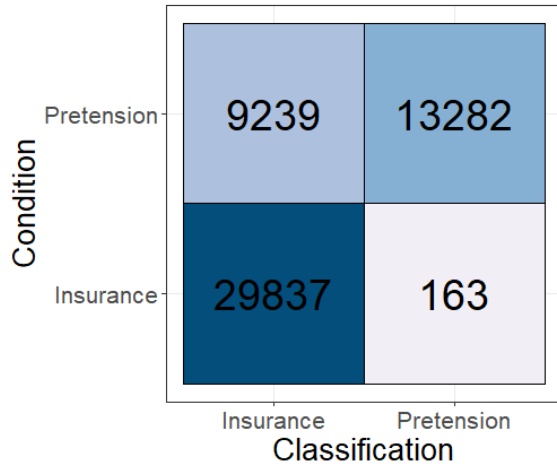 Condition
Pretension
9239 13282
Insurance
29837 163
Insurance Pretension
Classification